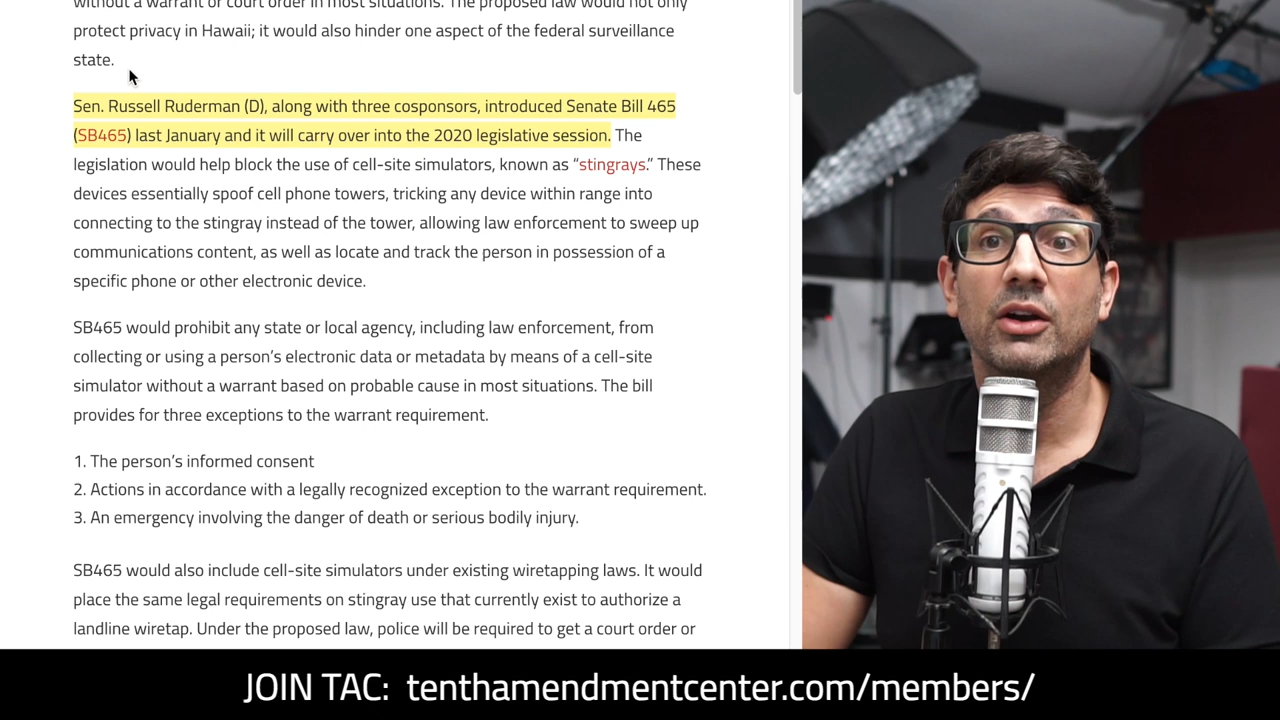 without a warrant or court order in most situations. The proposed law would not only
protect privacy in Hawaii; it would also hinder one aspect of the federal surveillance
state.
Sen. Russell Ruderman (D), along with three cosponsors, introduced Senate Bill 465
(SB465) last January and it will carry over into the 2020 legislative session. The
legislation would help block the use of cell-site simulators, known as “stingrays.” These
devices essentially spoof cell phone towers, tricking any device within range into
connecting to the stingray instead of the tower, allowing law enforcement to sweep up
communications content, as well as locate and track the person in possession of a
specific phone or other electronic device.
SB465 would prohibit any state or local agency, including law enforcement, from
collecting or using a person’s electronic data or metadata by means of a cell-site
simulator without a warrant based on probable cause in most situations. The bill
provides for three exceptions to the warrant requirement.
1. The person’s informed consent
2. Actions in accordance with a legally recognized exception to the warrant requirement.
3. An emergency involving the danger of death or serious bodily injury.
SB465 would also include cell-site simulators under existing wiretapping laws. It would
place the same legal requirements on stingray use that currently exist to authorize a
landline wiretap. Under the proposed law, police will be required to get a court order or
JOIN TAC: tenthamendmentcenter.com/members/